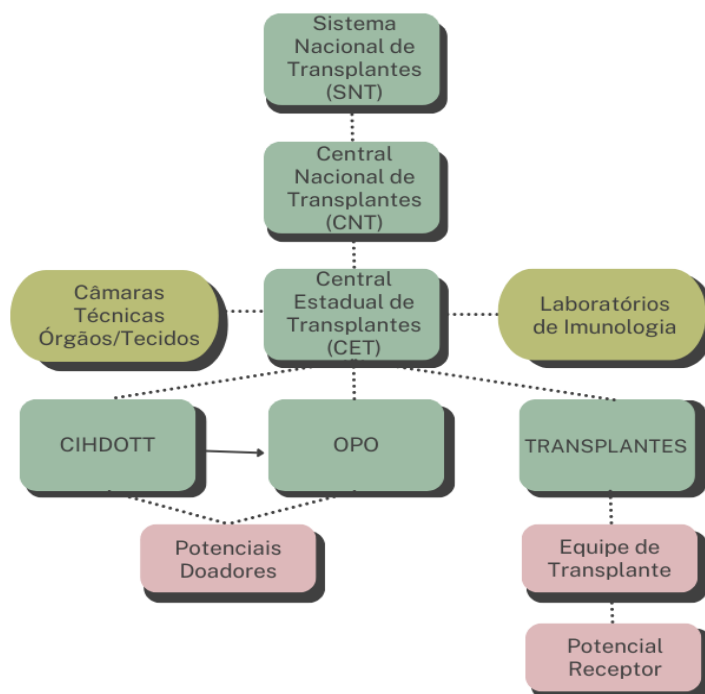 Sistema
Nacional de
Transplantes
(SNT)
Central
Nacional de
Transplantes
(CNT)
Câmaras
Técnicas
Órgãos/Tecidos
Central
Estadual de
Transplantes
(CET)
Laboratórios
de Imunologia
CIHDOTT
OPO
TRANSPLANTES
Potenciais
Doadores
Equipe de
Transplante
Potencial
Receptor